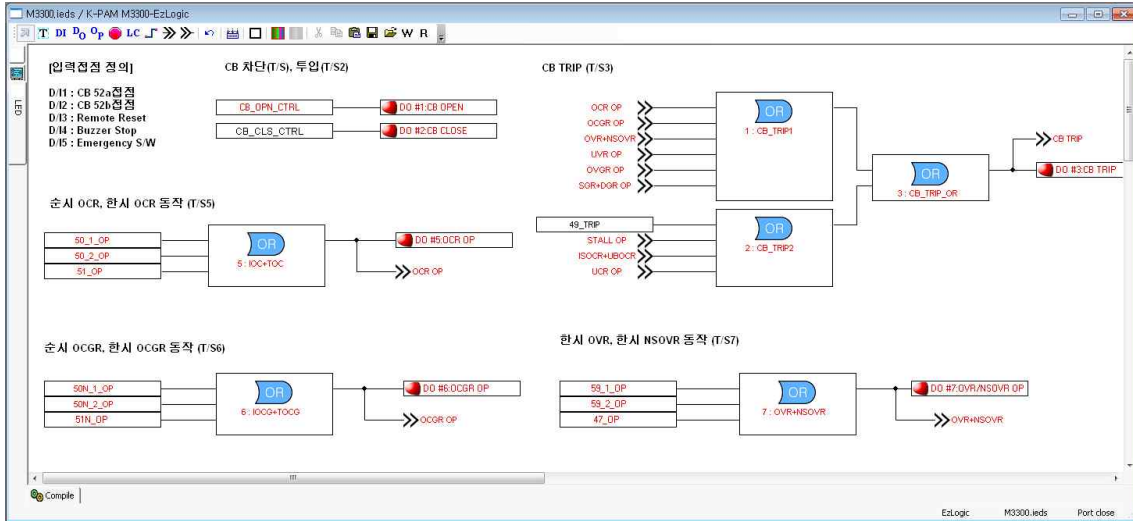 M3300.ieds / K-PAM M3300-EzLogic
T DI DO OP LC W R
LED
[입력접점 정의]
D/I1 : CB 52a접점
D/I2 : CB 52b접점
D/I3 : Remote Reset
D/I4 : Buzzer Stop
D/I5 : Emergency S/W
CB 차단(T/S), 투입(T/S2)
CB_OPN_CTRL
DO #1:CB OPEN
CB_CLS_CTRL
DO #2:CB CLOSE
CB TRIP (T/S3)
OCR OP
OCGR OP
OVR+NSOVR
UVR OP
OVGR OP
SGR+DGR OP
OR
1 : CB_TRIP1
49_TRIP
STALL OP
ISOCR+UBOCR
UCR OP
OR
2 : CB_TRIP2
OR
3 : CB_TRIP_OR
CB TRIP
DO #3:CB TRIP
순시 OCR, 한시 OCR 동작 (T/S5)
50_1_OP
50_2_OP
51_OP
OR
5 : IOC+TOC
DO #5:OCR OP
OCR OP
순시 OCGR, 한시 OCGR 동작 (T/S6)
50N_1_OP
50N_2_OP
51N_OP
OR
6 : IOCG+TOCG
DO #6:OCGR OP
OCGR OP
한시 OVR, 한시 NSOVR 동작 (T/S7)
59_1_OP
59_2_OP
47_OP
OR
7 : OVR+NSOVR
DO #7:OVR/NSOVR OP
OVR+NSOVR
Compile
EzLogic M3300.ieds Port close